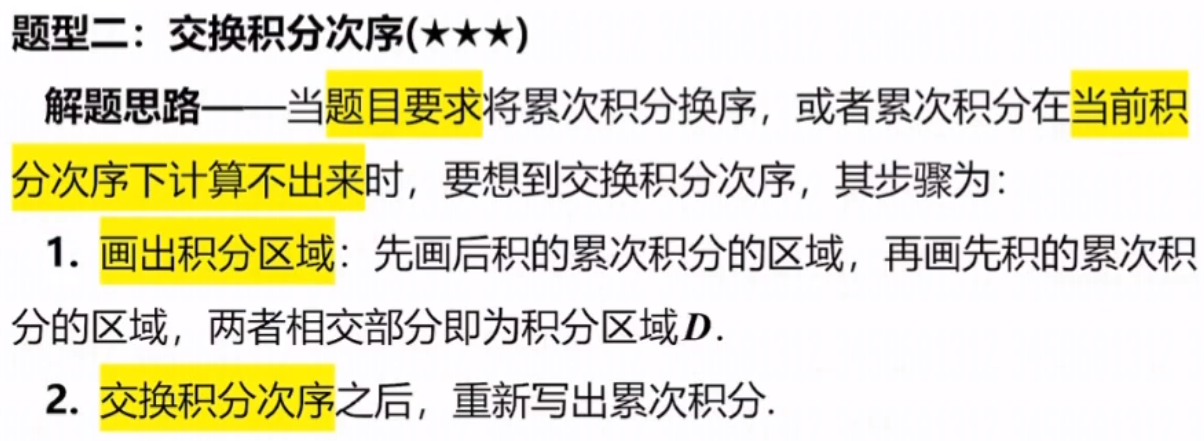 题型二：交换积分次序(★★★)
解题思路——当题目要求将累次积分换序，或者累次积分在当前积
分次序下计算不出来时，要想到交换积分次序，其步骤为：
1. 画出积分区域：先画后积的累次积分的区域，再画先积的累次积
分的区域，两者相交部分即为积分区域D.
2. 交换积分次序之后，重新写出累次积分.